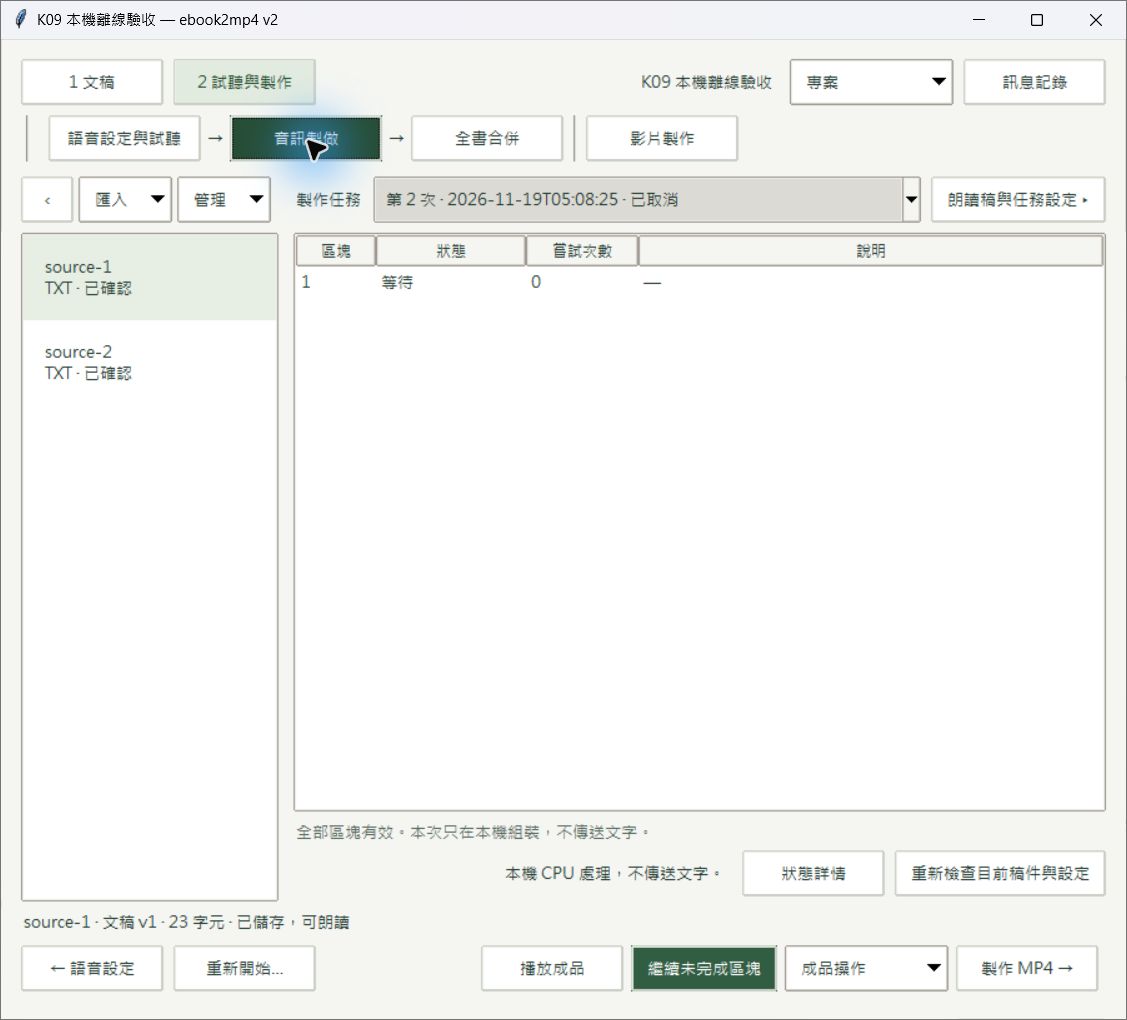 K09 本機離線驗收 — ebook2mp4 v2
1 文稿
2 試聽與製作
K09 本機離線驗收
專案
訊息記錄
語音設定與試聽
→
音訊製做
→
全書合併
影片製作
‹
匯入
管理
製作任務
第 2 次 · 2026-11-19T05:08:25 · 已取消
朗讀稿與任務設定 ▸
source-1
TXT · 已確認
source-2
TXT · 已確認
區塊 狀態 嘗試次數 說明
1 等待 0 —
全部區塊有效。本次只在本機組裝，不傳送文字。
本機 CPU 處理，不傳送文字。
狀態詳情
重新檢查目前稿件與設定
source-1 · 文稿 v1 · 23 字元 · 已儲存，可朗讀
← 語音設定
重新開始...
播放成品
繼續未完成區塊
成品操作
製作 MP4 →